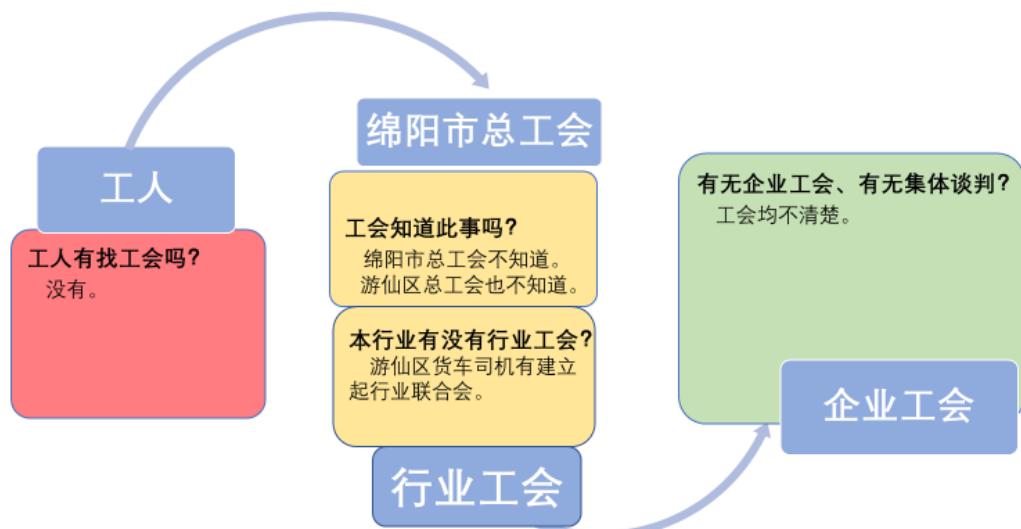 工人
工人有找工会吗?
没有。
绵阳市总工会
工会知道此事吗?
绵阳市总工会不知道。
游仙区总工会也不知道。
本行业有没有行业工会?
游仙区货车司机有建立
起行业联合会。
行业工会
有无企业工会、有无集体谈判?
工会均不清楚。
企业工会